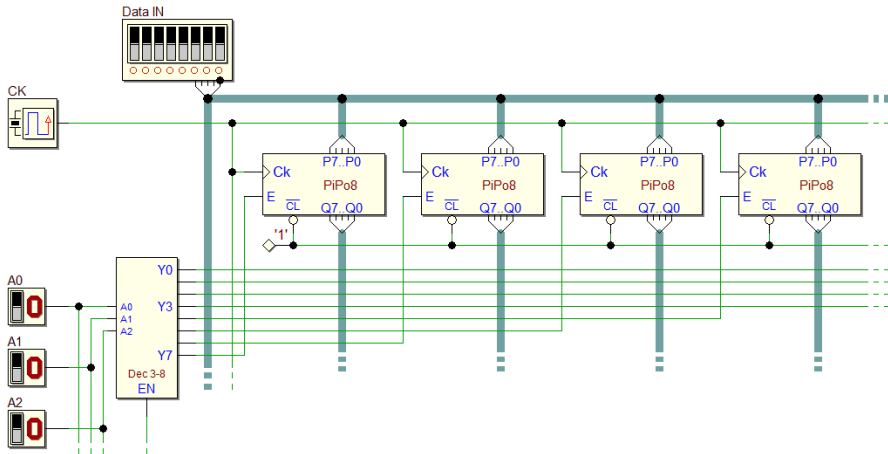 Data IN
CK
P7..P0 P7..P0 P7..P0 P7..P0
Ck Ck Ck Ck
PiPo8 PiPo8 PiPo8 PiPo8
E CL Q7..Q0 E CL Q7..Q0 E CL Q7..Q0 E CL Q7..Q0
'1'
Y0
A0
0
A0 Y3
A1
A2
A1
0
Y7
Dec 3-8
EN
A2
0